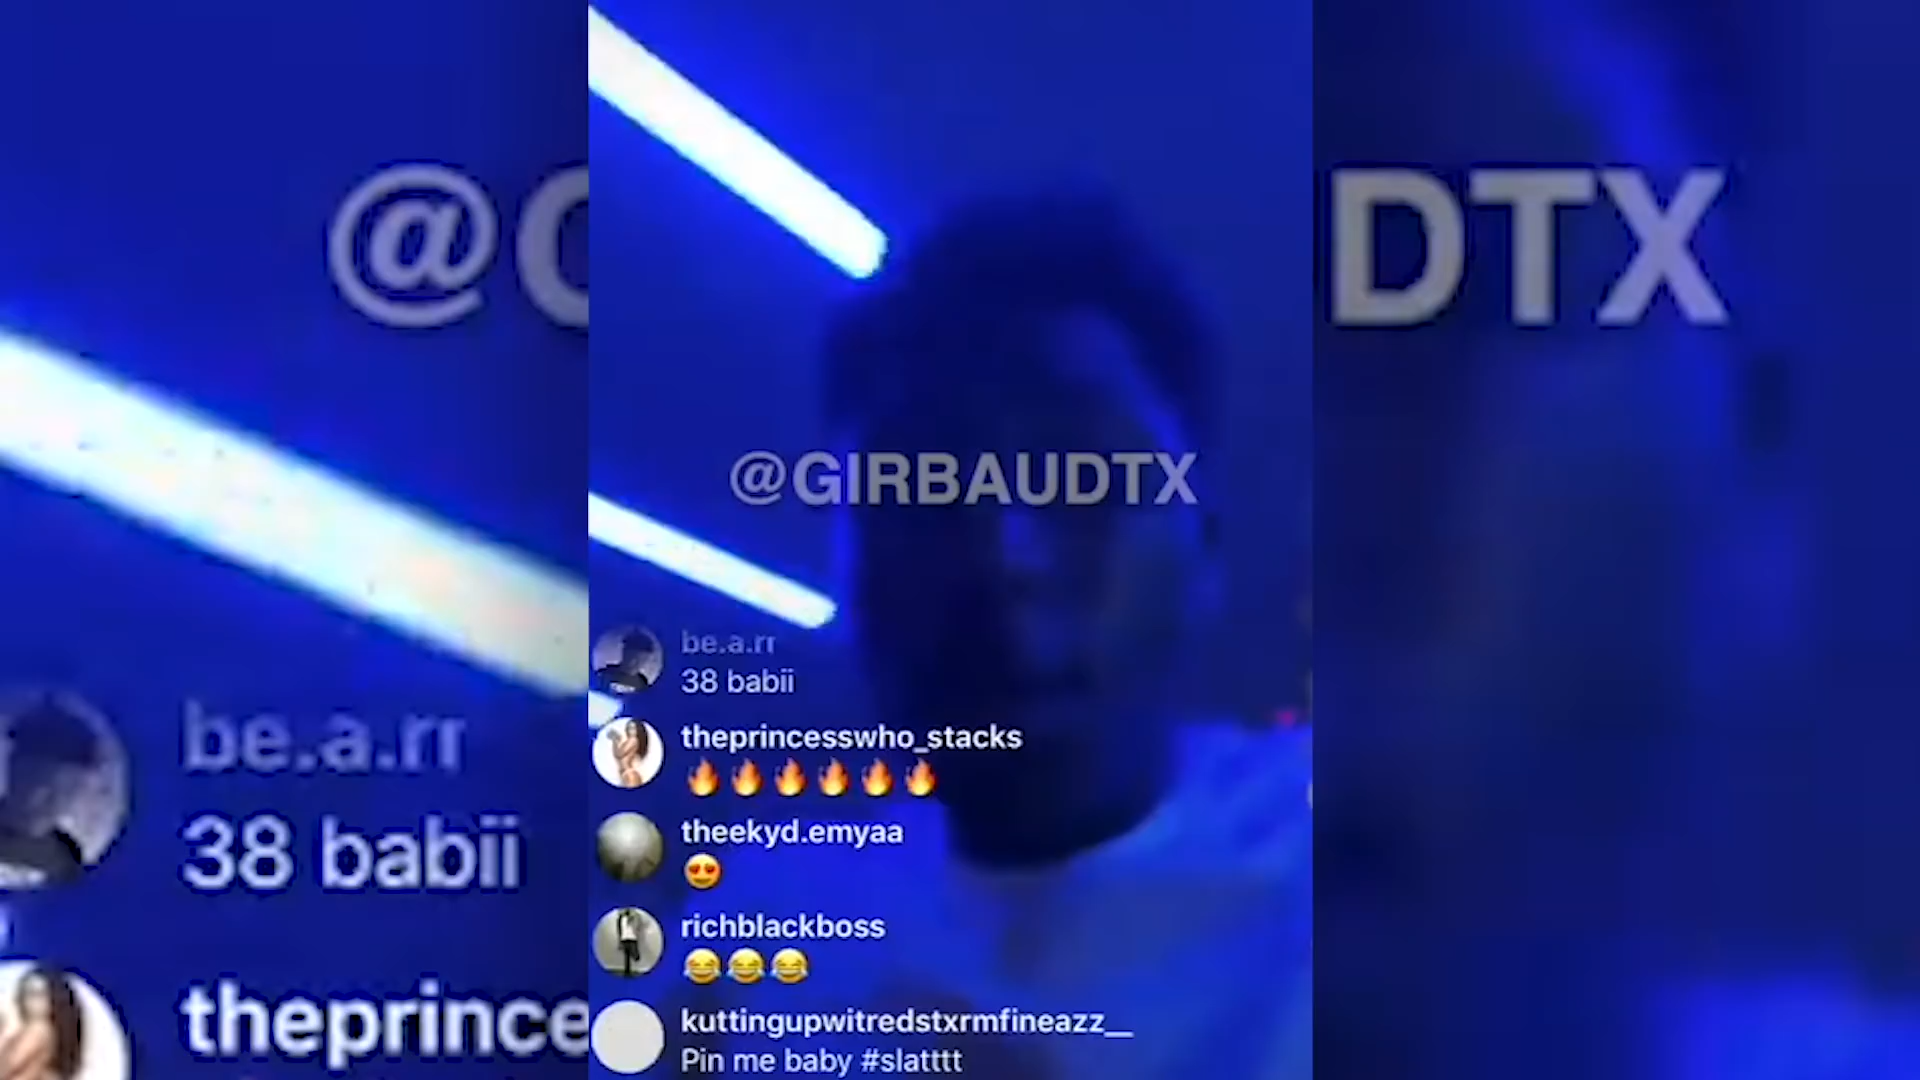 @GIRBAUDTX
be.a.rr
38 babii
theprincesswho_stacks
🔥🔥🔥🔥🔥🔥
theekyd.emyaa
😍
richblackboss
😂😂😂
kuttingupwitredstxrmfineazz__
Pin me baby #slatttt
@G
DTX
be.a.rr
38 babii
theprince